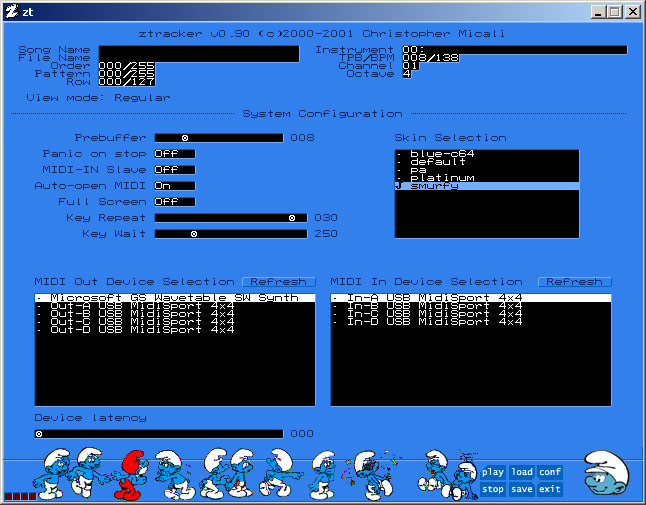 zt
ztracker v0.90 (c)2000-2001 Christopher Micali
Song Name
File Name
Order 000/255
Pattern 000/255
Row 000/127
Instrument 00:
TPB/BPM 008/138
Channel 01
Octave 4
View mode: Regular
System Configuration
Prebuffer 008
Panic on stop Off
MIDI-IN Slave Off
Auto-open MIDI On
Full Screen Off
Key Repeat 030
Key Wait 250
Skin Selection
. blue-c64
. default
. pa
. platinum
J smurfy
MIDI Out Device Selection Refresh
. Microsoft GS Wavetable SW Synth
. Out-A USB MidiSport 4x4
. Out-B USB MidiSport 4x4
. Out-C USB MidiSport 4x4
. Out-D USB MidiSport 4x4
MIDI In Device Selection Refresh
. In-A USB MidiSport 4x4
. In-B USB MidiSport 4x4
. In-C USB MidiSport 4x4
. In-D USB MidiSport 4x4
Device latency
000
play load conf
stop save exit